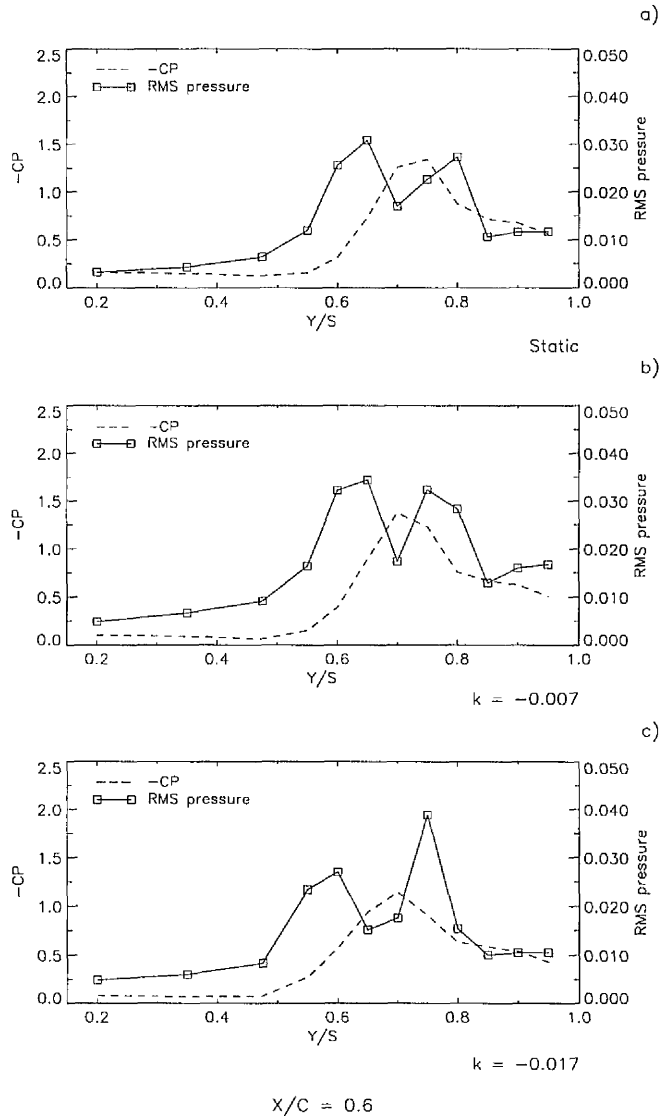 a)
2.5
2.0
1.5
1.0
0.5
0.0
-CP
--- -CP
RMS pressure
0.050
0.040
0.030
0.020
0.010
0.000
RMS pressure
0.2 0.4 0.6 0.8 1.0
Y/S
Static
b)
2.5
2.0
1.5
1.0
0.5
0.0
-CP
--- -CP
RMS pressure
0.050
0.040
0.030
0.020
0.010
0.000
RMS pressure
0.2 0.4 0.6 0.8 1.0
Y/S
k = -0.007
c)
2.5
2.0
1.5
1.0
0.5
0.0
-CP
--- -CP
RMS pressure
0.050
0.040
0.030
0.020
0.010
0.000
RMS pressure
0.2 0.4 0.6 0.8 1.0
Y/S
k = -0.017
X/C = 0.6